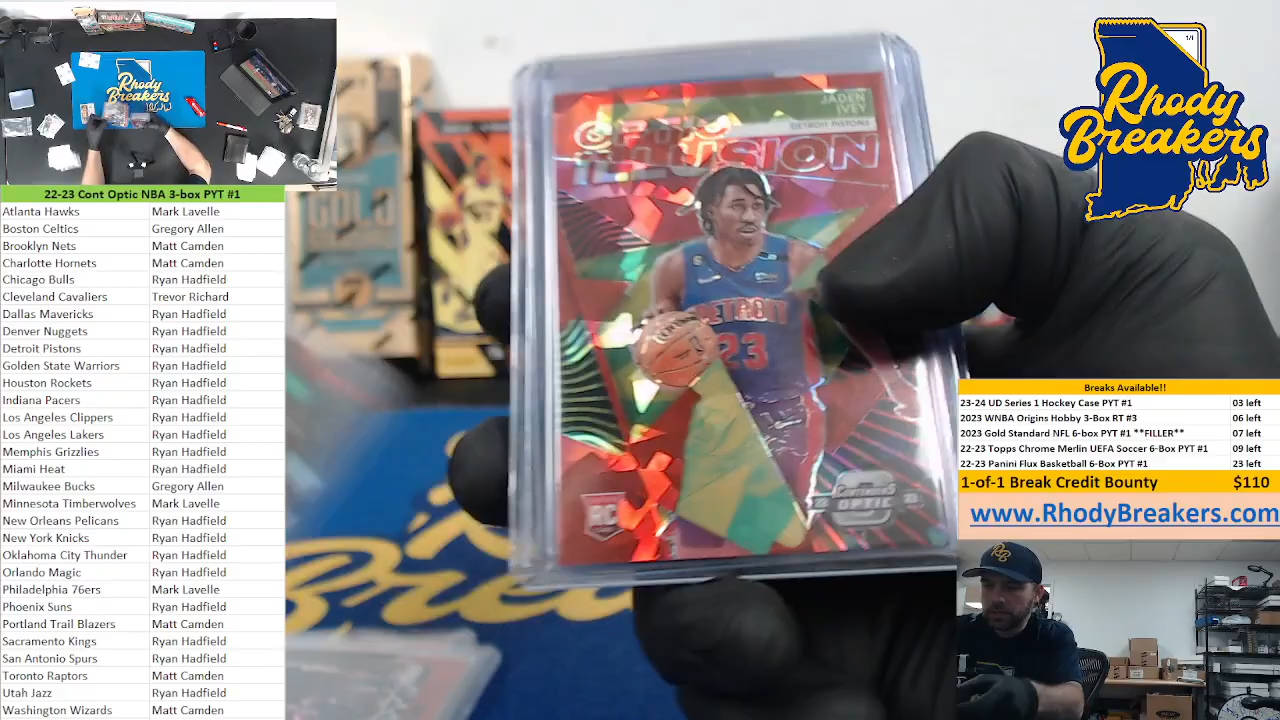 Rhody
Breakers
22-23 Cont Optic NBA 3-box PYT #1
Atlanta Hawks Mark Lavelle
Boston Celtics Gregory Allen
Brooklyn Nets Matt Camden
Charlotte Hornets Matt Camden
Chicago Bulls Ryan Hadfield
Cleveland Cavaliers Trevor Richard
Dallas Mavericks Ryan Hadfield
Denver Nuggets Ryan Hadfield
Detroit Pistons Ryan Hadfield
Golden State Warriors Ryan Hadfield
Houston Rockets Ryan Hadfield
Indiana Pacers Ryan Hadfield
Los Angeles Clippers Ryan Hadfield
Los Angeles Lakers Ryan Hadfield
Memphis Grizzlies Ryan Hadfield
Miami Heat Ryan Hadfield
Milwaukee Bucks Gregory Allen
Minnesota Timberwolves Mark Lavelle
New Orleans Pelicans Ryan Hadfield
New York Knicks Ryan Hadfield
Oklahoma City Thunder Ryan Hadfield
Orlando Magic Ryan Hadfield
Philadelphia 76ers Mark Lavelle
Phoenix Suns Ryan Hadfield
Portland Trail Blazers Matt Camden
Sacramento Kings Ryan Hadfield
San Antonio Spurs Ryan Hadfield
Toronto Raptors Matt Camden
Utah Jazz Ryan Hadfield
Washington Wizards Matt Camden
GOLD
JADEN
IVEY
DETROIT PISTONS
ILLUSION
DETROIT
23
RC
22 CONTENDERS 23
OPTIC
1/1
Rhody
Breakers
Breaks Available!!
23-24 UD Series 1 Hockey Case PYT #1 03 left
2023 WNBA Origins Hobby 3-Box RT #3 06 left
2023 Gold Standard NFL 6-box PYT #1 **FILLER** 07 left
22-23 Topps Chrome Merlin UEFA Soccer 6-Box PYT #1 09 left
22-23 Panini Flux Basketball 6-Box PYT #1 23 left
1-of-1 Break Credit Bounty $110
www.RhodyBreakers.com
RB